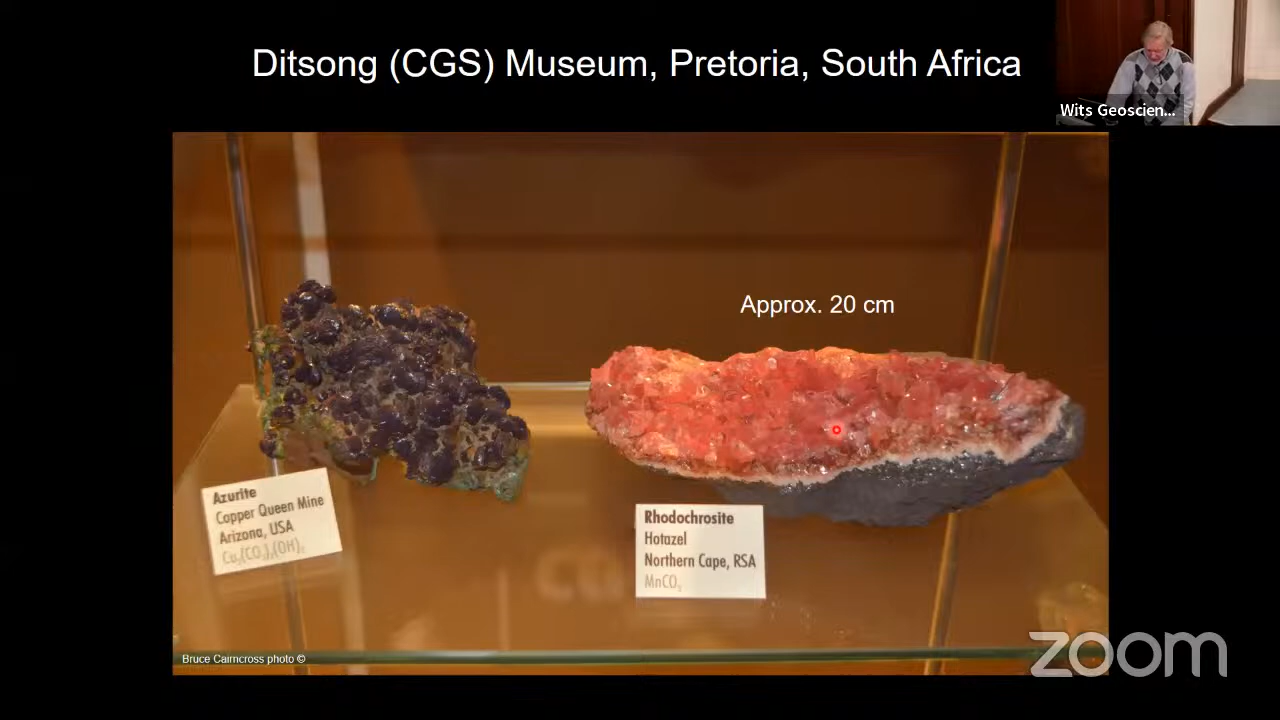 Ditsong (CGS) Museum, Pretoria, South Africa
Wits Geoscien...
Approx. 20 cm
Azurite
Copper Queen Mine
Arizona, USA
Cu₃(CO₃)₂(OH)₂
Rhodochrosite
Hotazel
Northern Cape, RSA
MnCO₃
Bruce Cairncross photo ©
zoom